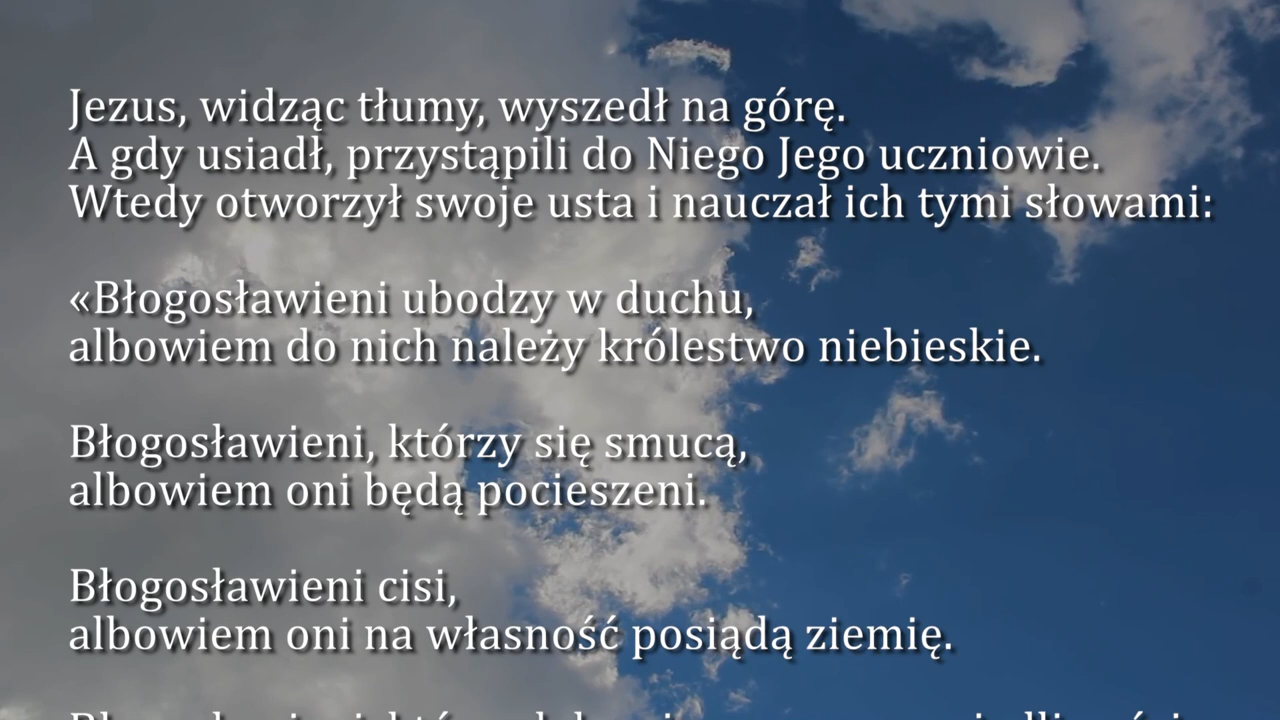 Jezus, widząc tłumy, wyszedł na górę.
A gdy usiadł, przystąpili do Niego Jego uczniowie.
Wtedy otworzył swoje usta i nauczał ich tymi słowami:
«Błogosławieni ubodzy w duchu,
albowiem do nich należy królestwo niebieskie.
Błogosławieni, którzy się smucą,
albowiem oni będą pocieszeni.
Błogosławieni cisi,
albowiem oni na własność posiądą ziemię.